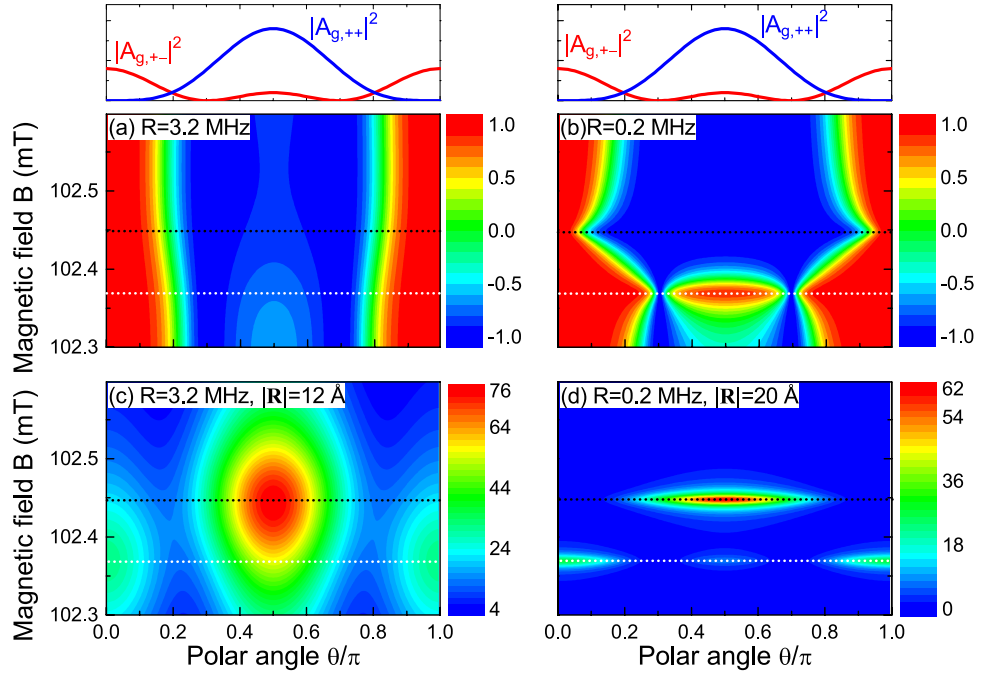 |A_{g,+-}|^2
|A_{g,++}|^2
|A_{g,+-}|^2
|A_{g,++}|^2
(a) R=3.2 MHz
(b)R=0.2 MHz
Magnetic field B (mT)
102.5
102.4
102.3
1.0
0.5
0.0
-0.5
-1.0
1.0
0.5
0.0
-0.5
-1.0
(c) R=3.2 MHz, |R|=12 Å
(d) R=0.2 MHz, |R|=20 Å
Magnetic field B (mT)
102.5
102.4
102.3
76
64
44
24
4
62
54
36
18
0
0.0 0.2 0.4 0.6 0.8 1.0
0.0 0.2 0.4 0.6 0.8 1.0
Polar angle θ/π
Polar angle θ/π